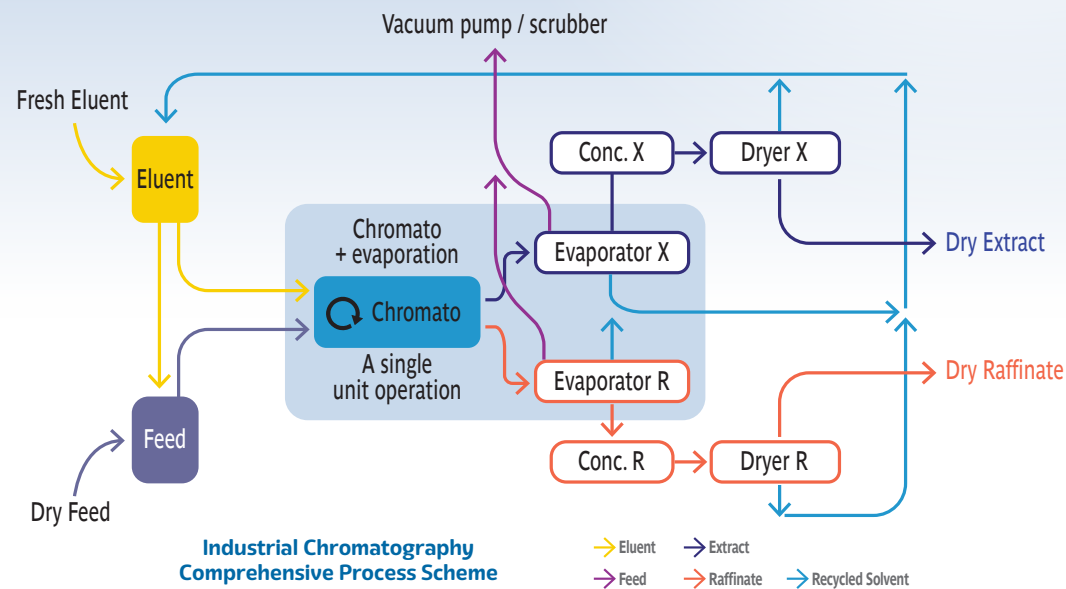 Vacuum pump / scrubber
Fresh Eluent
Eluent
Conc. X
Dryer X
Chromato
+ evaporation
Evaporator X
Dry Extract
Chromato
A single
unit operation
Evaporator R
Dry Raffinate
Feed
Conc. R
Dryer R
Dry Feed
Industrial Chromatography
Comprehensive Process Scheme
Eluent
Extract
Feed
Raffinate
Recycled Solvent